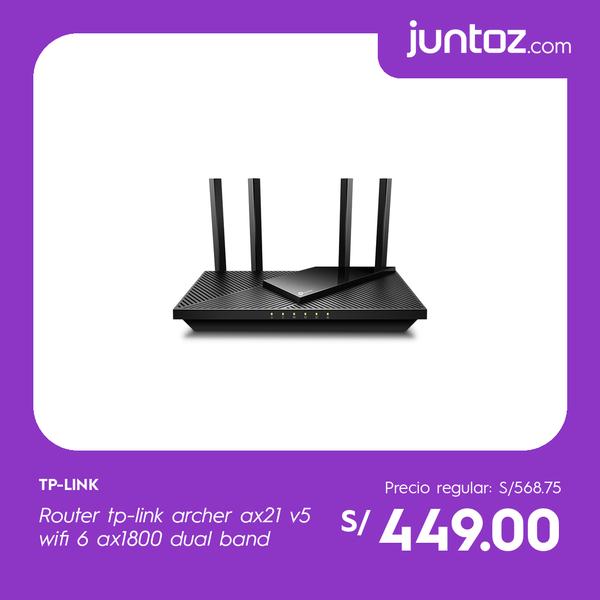 juntoz.com
TP-LINK
Router tp-link archer ax21 v5
wifi 6 ax1800 dual band
Precio regular: S/568.75
S/ 449.00